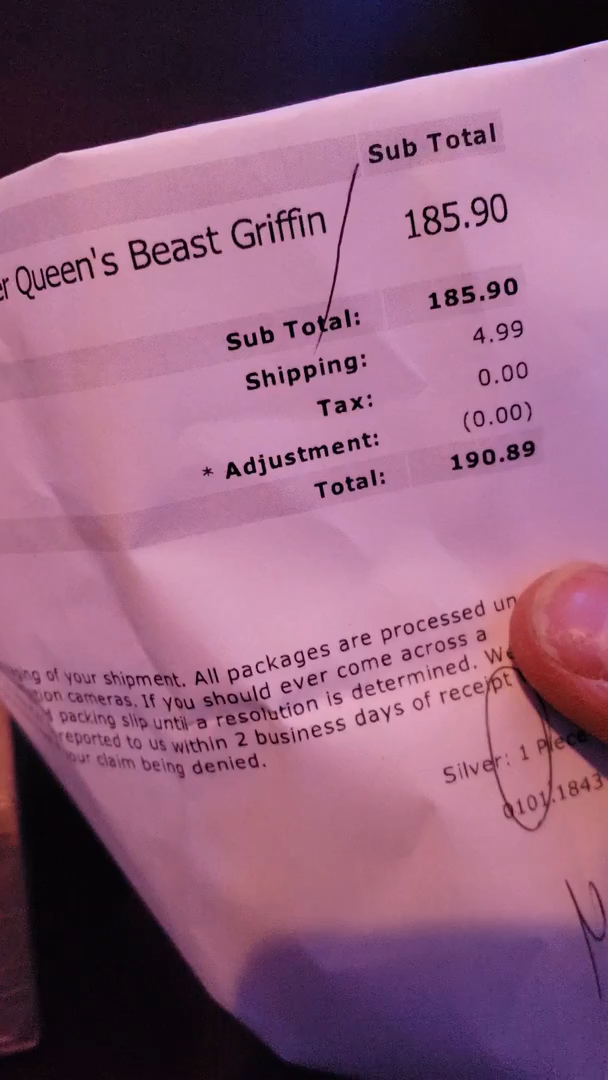 Sub Total
Queen's Beast Griffin 185.90
Sub Total: 185.90
Shipping: 4.99
Tax: 0.00
* Adjustment: (0.00)
Total: 190.89
of your shipment. All packages are processed
cameras. If you should ever come across a
packing slip until a resolution is determined. We
reported to us within 2 business days of receipt
your claim being denied.
Silver: 1 Piece
0101.1843